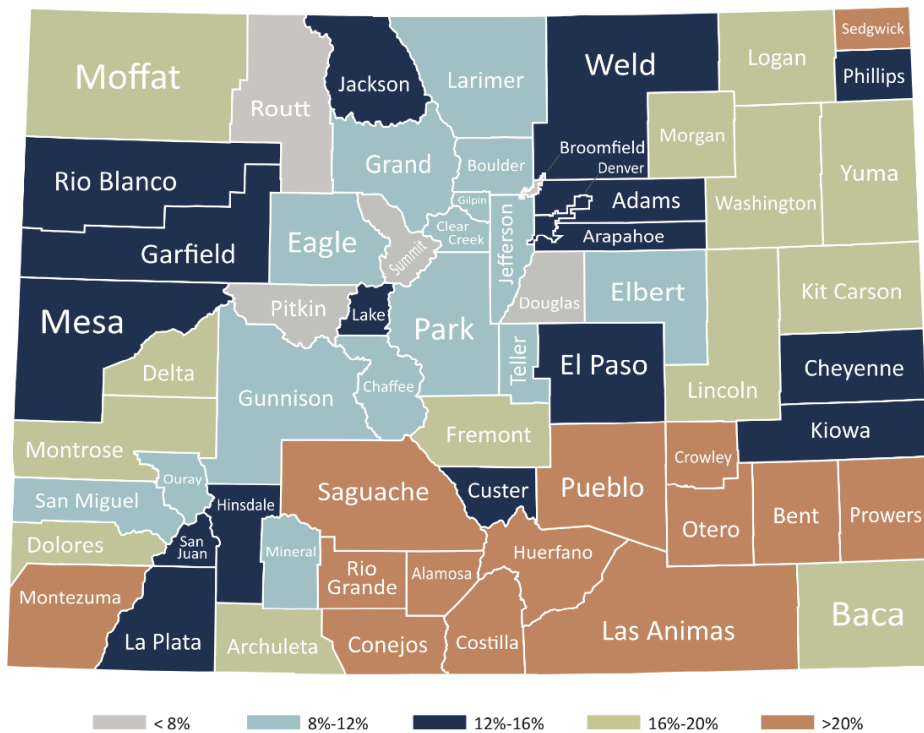 Moffat
Routt
Jackson
Larimer
Weld
Logan
Sedgwick
Phillips
Morgan
Grand
Boulder
Broomfield
Denver
Rio Blanco
Gilpin
Adams
Washington
Yuma
Garfield
Eagle
Summit
Clear
Creek
Jefferson
Arapahoe
Mesa
Pitkin
Lake
Park
Douglas
Elbert
Kit Carson
Delta
Gunnison
Chaffee
Teller
El Paso
Lincoln
Cheyenne
Montrose
Fremont
Kiowa
Ouray
San Miguel
Hinsdale
Saguache
Custer
Pueblo
Crowley
Otero
Bent
Prowers
Dolores
San
Juan
Mineral
Rio
Grande
Alamosa
Huerfano
Montezuma
La Plata
Archuleta
Conejos
Costilla
Las Animas
Baca
< 8%
8%-12%
12%-16%
16%-20%
>20%